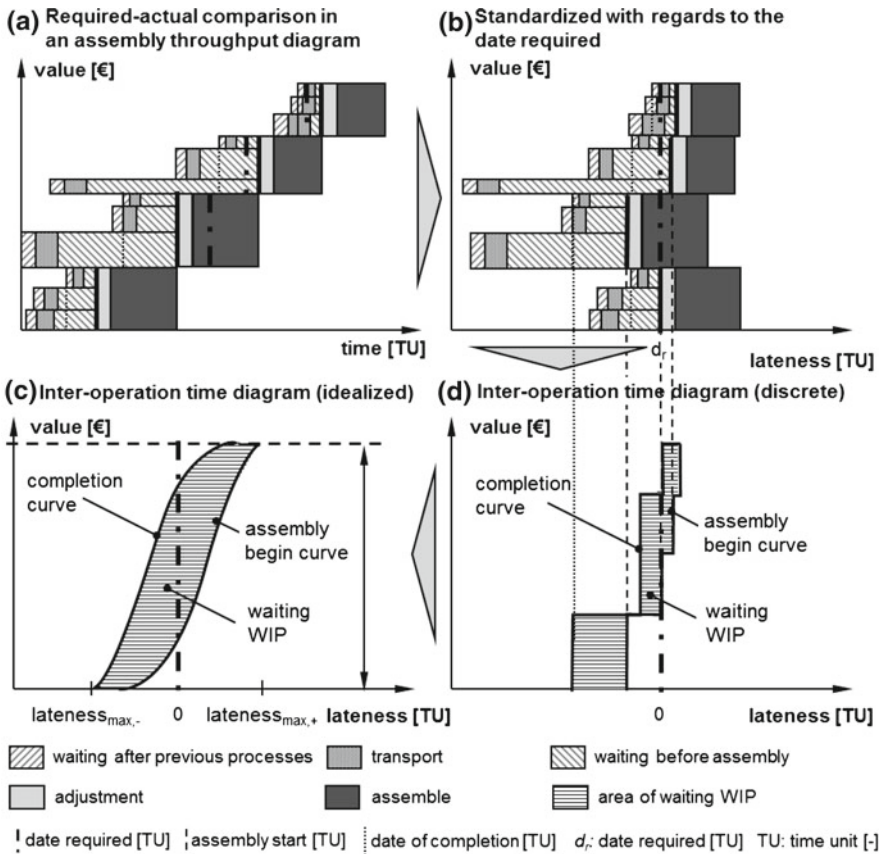 (a) Required-actual comparison in
an assembly throughput diagram
value [€]
time [TU]
(b) Standardized with regards to the
date required
value [€]
dr
lateness [TU]
(c) Inter-operation time diagram (idealized)
value [€]
completion
curve
assembly
begin curve
waiting
WIP
latenessmax,-
0
latenessmax,+
lateness [TU]
(d) Inter-operation time diagram (discrete)
value [€]
completion
curve
assembly
begin curve
waiting
WIP
0
lateness [TU]
waiting after previous processes
transport
waiting before assembly
adjustment
assemble
area of waiting WIP
date required [TU]
assembly start [TU]
date of completion [TU]
dr: date required [TU]
TU: time unit [-]